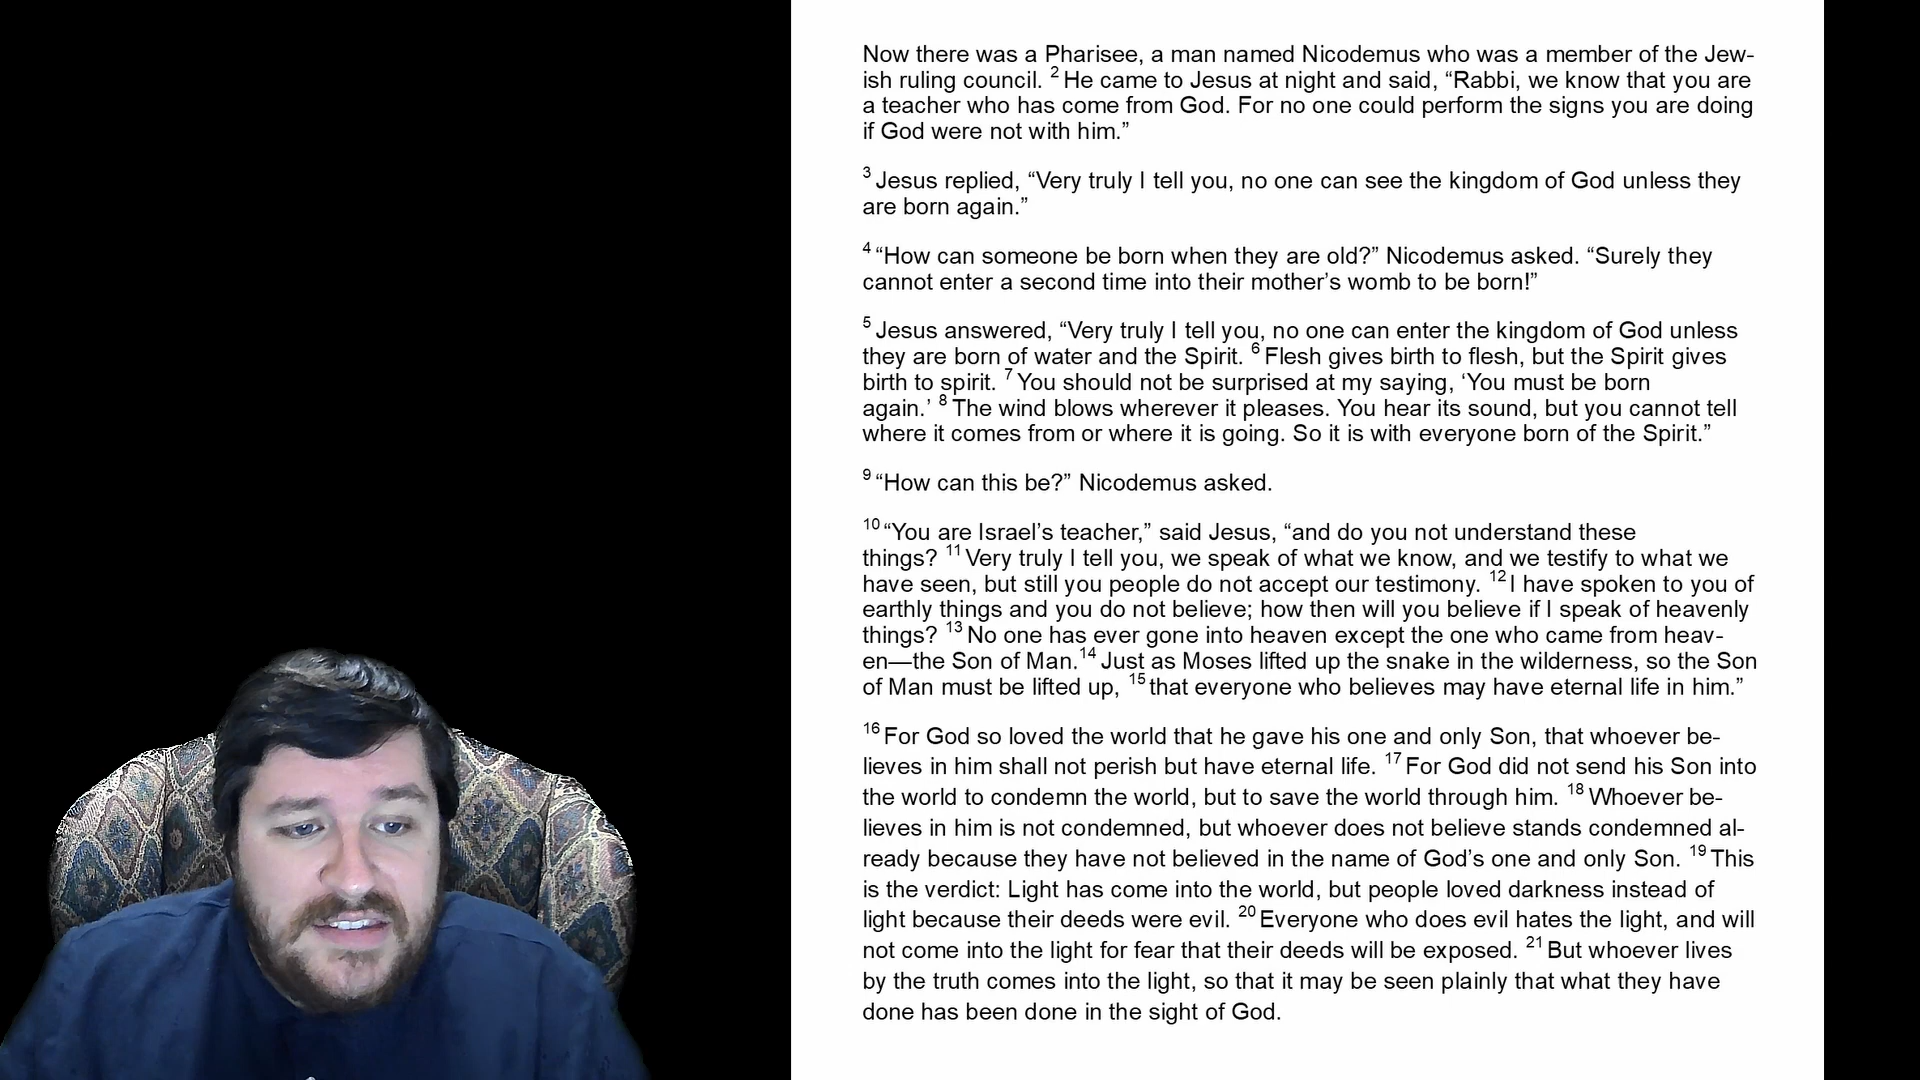 Now there was a Pharisee, a man named Nicodemus who was a member of the Jew-
ish ruling council. 2 He came to Jesus at night and said, “Rabbi, we know that you are
a teacher who has come from God. For no one could perform the signs you are doing
if God were not with him.”
3 Jesus replied, “Very truly I tell you, no one can see the kingdom of God unless they
are born again.”
4 “How can someone be born when they are old?” Nicodemus asked. “Surely they
cannot enter a second time into their mother’s womb to be born!”
5 Jesus answered, “Very truly I tell you, no one can enter the kingdom of God unless
they are born of water and the Spirit. 6 Flesh gives birth to flesh, but the Spirit gives
birth to spirit. 7 You should not be surprised at my saying, ‘You must be born
again.’ 8 The wind blows wherever it pleases. You hear its sound, but you cannot tell
where it comes from or where it is going. So it is with everyone born of the Spirit.”
9 “How can this be?” Nicodemus asked.
10 “You are Israel’s teacher,” said Jesus, “and do you not understand these
things? 11 Very truly I tell you, we speak of what we know, and we testify to what we
have seen, but still you people do not accept our testimony. 12 I have spoken to you of
earthly things and you do not believe; how then will you believe if I speak of heavenly
things? 13 No one has ever gone into heaven except the one who came from heav-
en—the Son of Man.14 Just as Moses lifted up the snake in the wilderness, so the Son
of Man must be lifted up, 15 that everyone who believes may have eternal life in him.”
16 For God so loved the world that he gave his one and only Son, that whoever be-
lieves in him shall not perish but have eternal life. 17 For God did not send his Son into
the world to condemn the world, but to save the world through him. 18 Whoever be-
lieves in him is not condemned, but whoever does not believe stands condemned al-
ready because they have not believed in the name of God’s one and only Son. 19 This
is the verdict: Light has come into the world, but people loved darkness instead of
light because their deeds were evil. 20 Everyone who does evil hates the light, and will
not come into the light for fear that their deeds will be exposed. 21 But whoever lives
by the truth comes into the light, so that it may be seen plainly that what they have
done has been done in the sight of God.